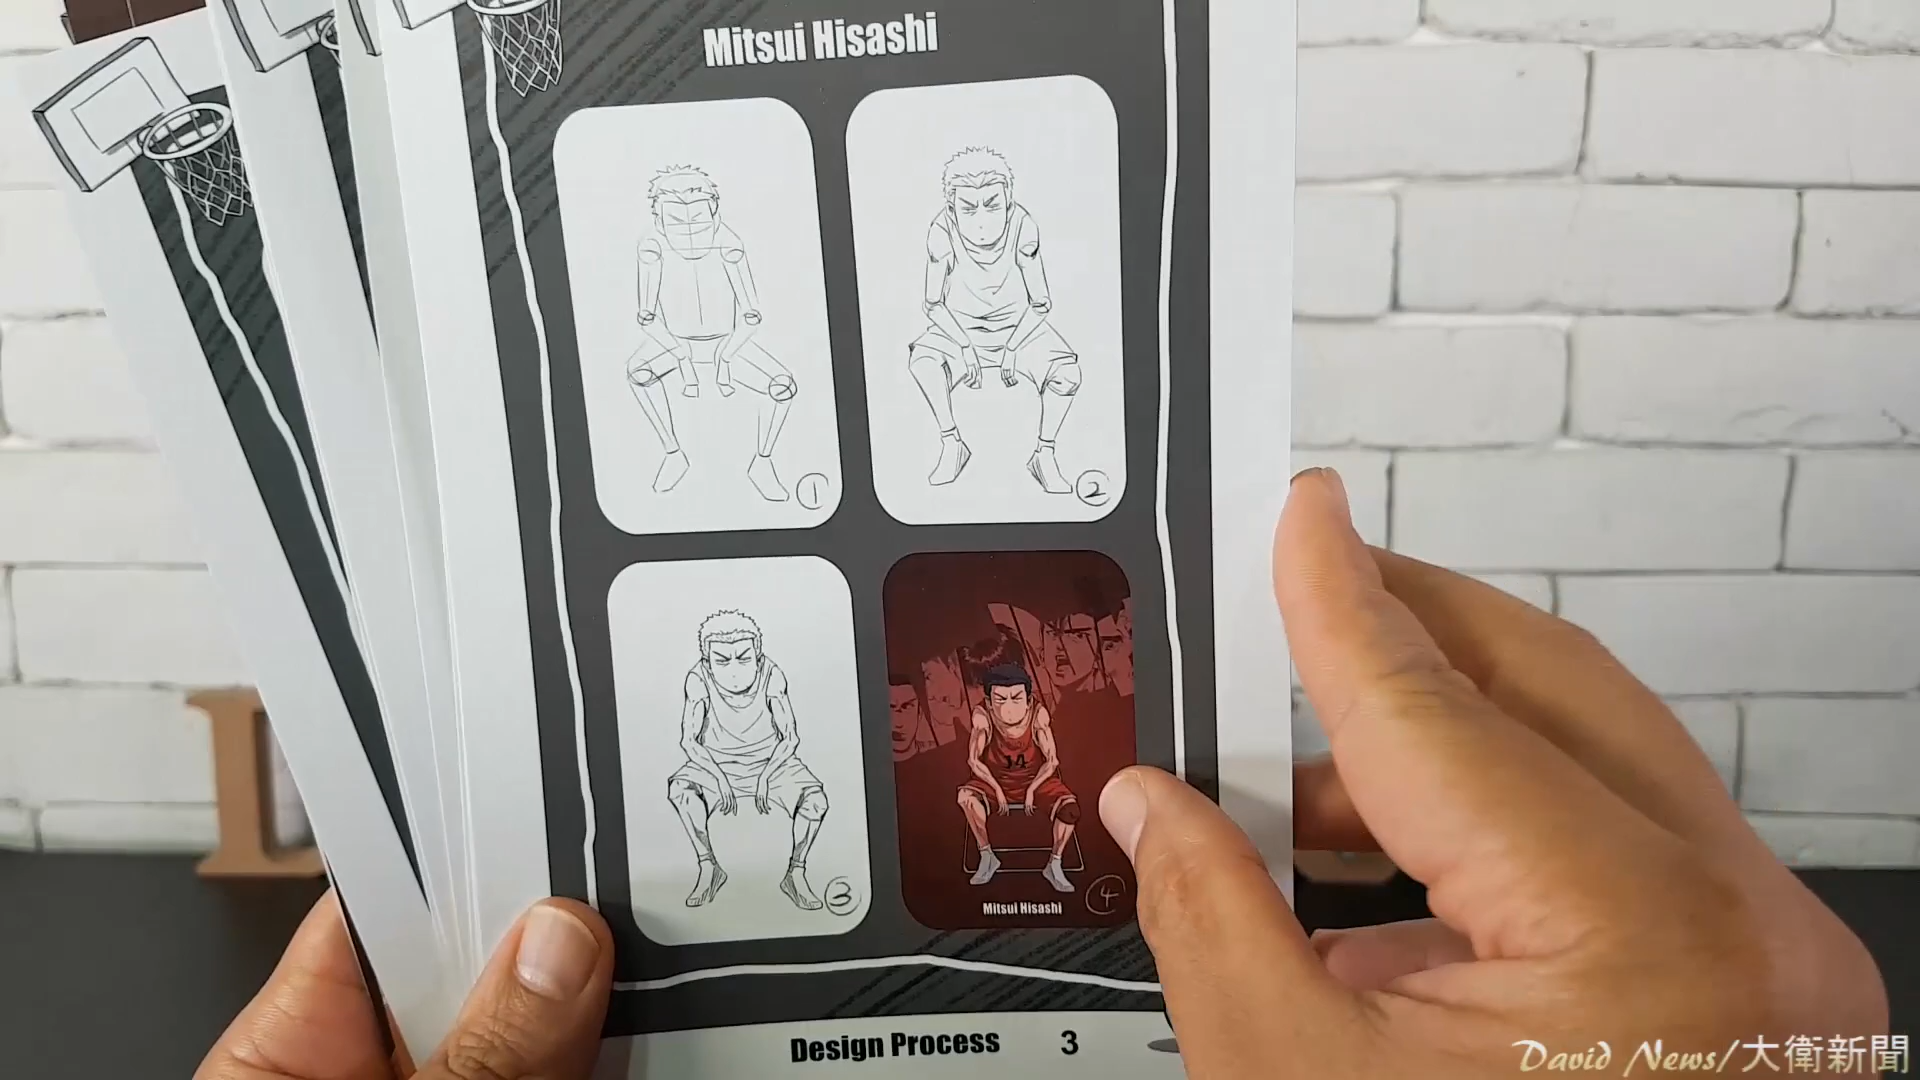 Mitsui Hisashi
1
2
3
14
Mitsui Hisashi
4
Design Process 3
David News/大衛新聞